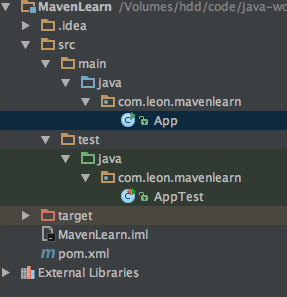 MavenLearn /Volumes/hdd/code/java-wo
.idea
src
main
java
com.leon.mavenlearn
App
test
java
com.leon.mavenlearn
AppTest
target
MavenLearn.iml
pom.xml
External Libraries